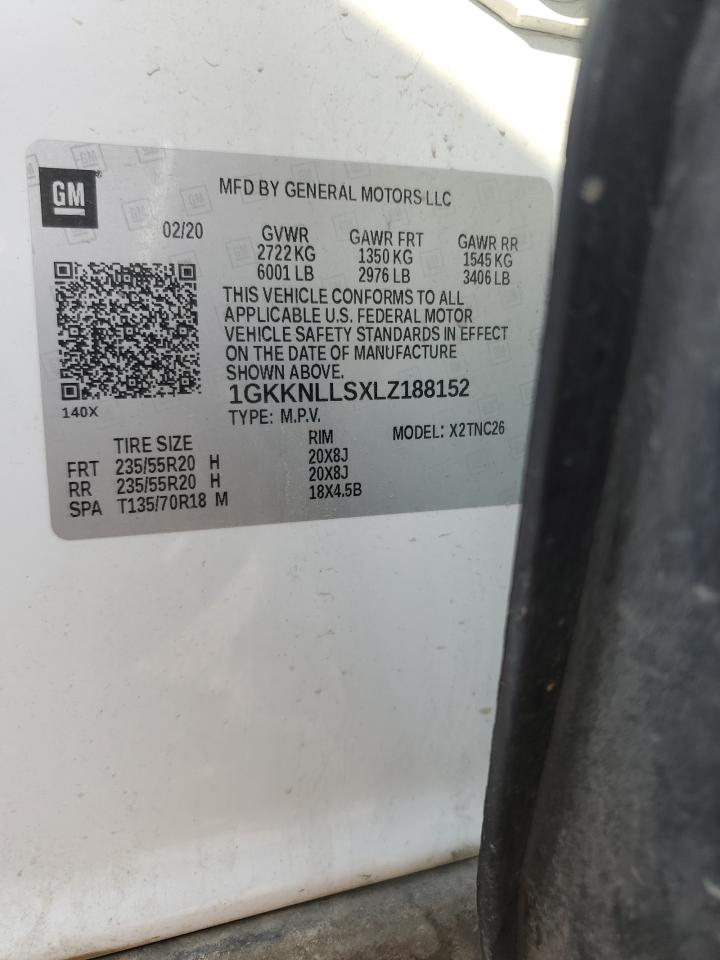 GM
MFD BY GENERAL MOTORS LLC
02/20
GVWR GAWR FRT GAWR RR
2722 KG 1350 KG 1545 KG
6001 LB 2976 LB 3406 LB
THIS VEHICLE CONFORMS TO ALL
APPLICABLE U.S. FEDERAL MOTOR
VEHICLE SAFETY STANDARDS IN EFFECT
ON THE DATE OF MANUFACTURE
SHOWN ABOVE.
1GKKNLLSXLZ188152
140X
TYPE: M.P.V.
MODEL: X2TNC26
TIRE SIZE RIM
FRT 235/55R20 H 20X8J
RR 235/55R20 H 20X8J
SPA T135/70R18 M 18X4.5B